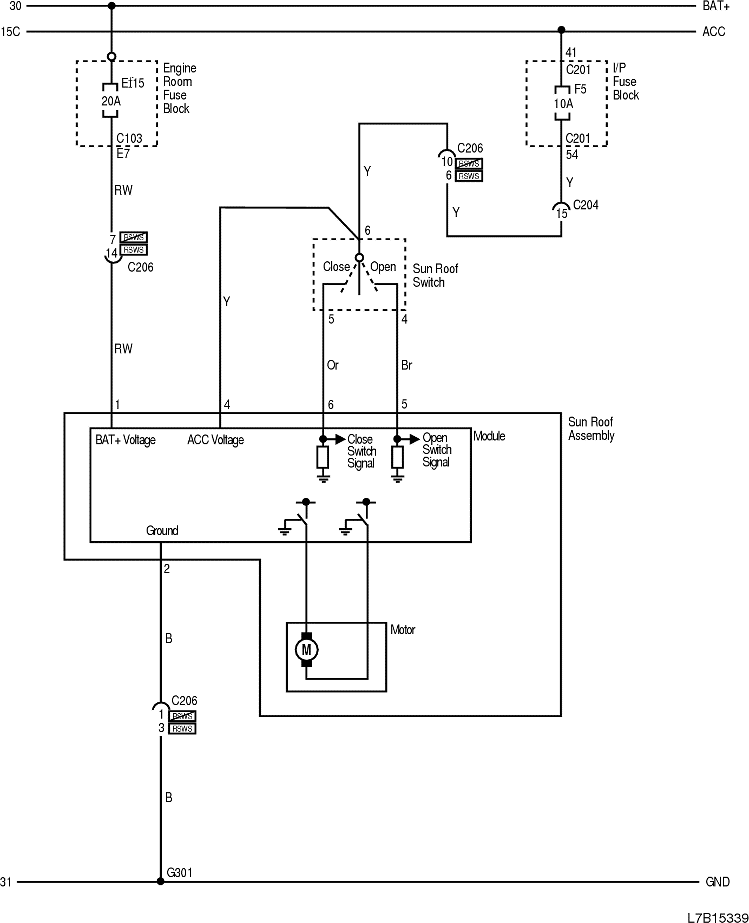 30
BAT+
15C
ACC
41
C201
F5
10A
C201
54
I/P
Fuse
Block
Engine
Room
Fuse
Block
20A
C103
E7
RW
Y
C204
15
C206
10
RSWS
6
RSWS
Y
Y
7
RSWS
14
RSWS
C206
6
Close
Open
Sun Roof
Switch
5
4
Y
Or
Br
RW
1
4
6
5
BAT+ Voltage
ACC Voltage
Close
Switch
Signal
Open
Switch
Signal
Module
Sun Roof
Assembly
Ground
2
Motor
M
B
C206
1
RSWS
3
RSWS
B
G301
31
GND
L7B15339